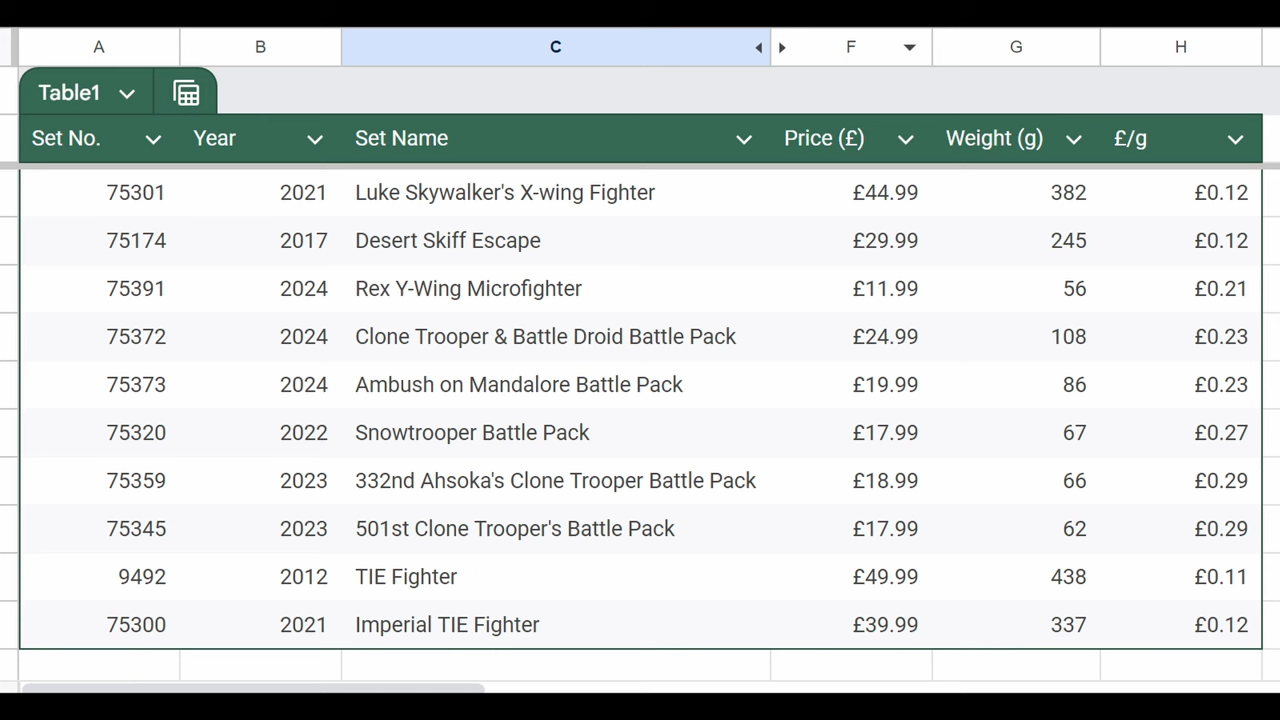 A B C F G H
Table1
Set No. Year Set Name Price (£) Weight (g) £/g
75301 2021 Luke Skywalker's X-wing Fighter £44.99 382 £0.12
75174 2017 Desert Skiff Escape £29.99 245 £0.12
75391 2024 Rex Y-Wing Microfighter £11.99 56 £0.21
75372 2024 Clone Trooper & Battle Droid Battle Pack £24.99 108 £0.23
75373 2024 Ambush on Mandalore Battle Pack £19.99 86 £0.23
75320 2022 Snowtrooper Battle Pack £17.99 67 £0.27
75359 2023 332nd Ahsoka's Clone Trooper Battle Pack £18.99 66 £0.29
75345 2023 501st Clone Trooper's Battle Pack £17.99 62 £0.29
9492 2012 TIE Fighter £49.99 438 £0.11
75300 2021 Imperial TIE Fighter £39.99 337 £0.12